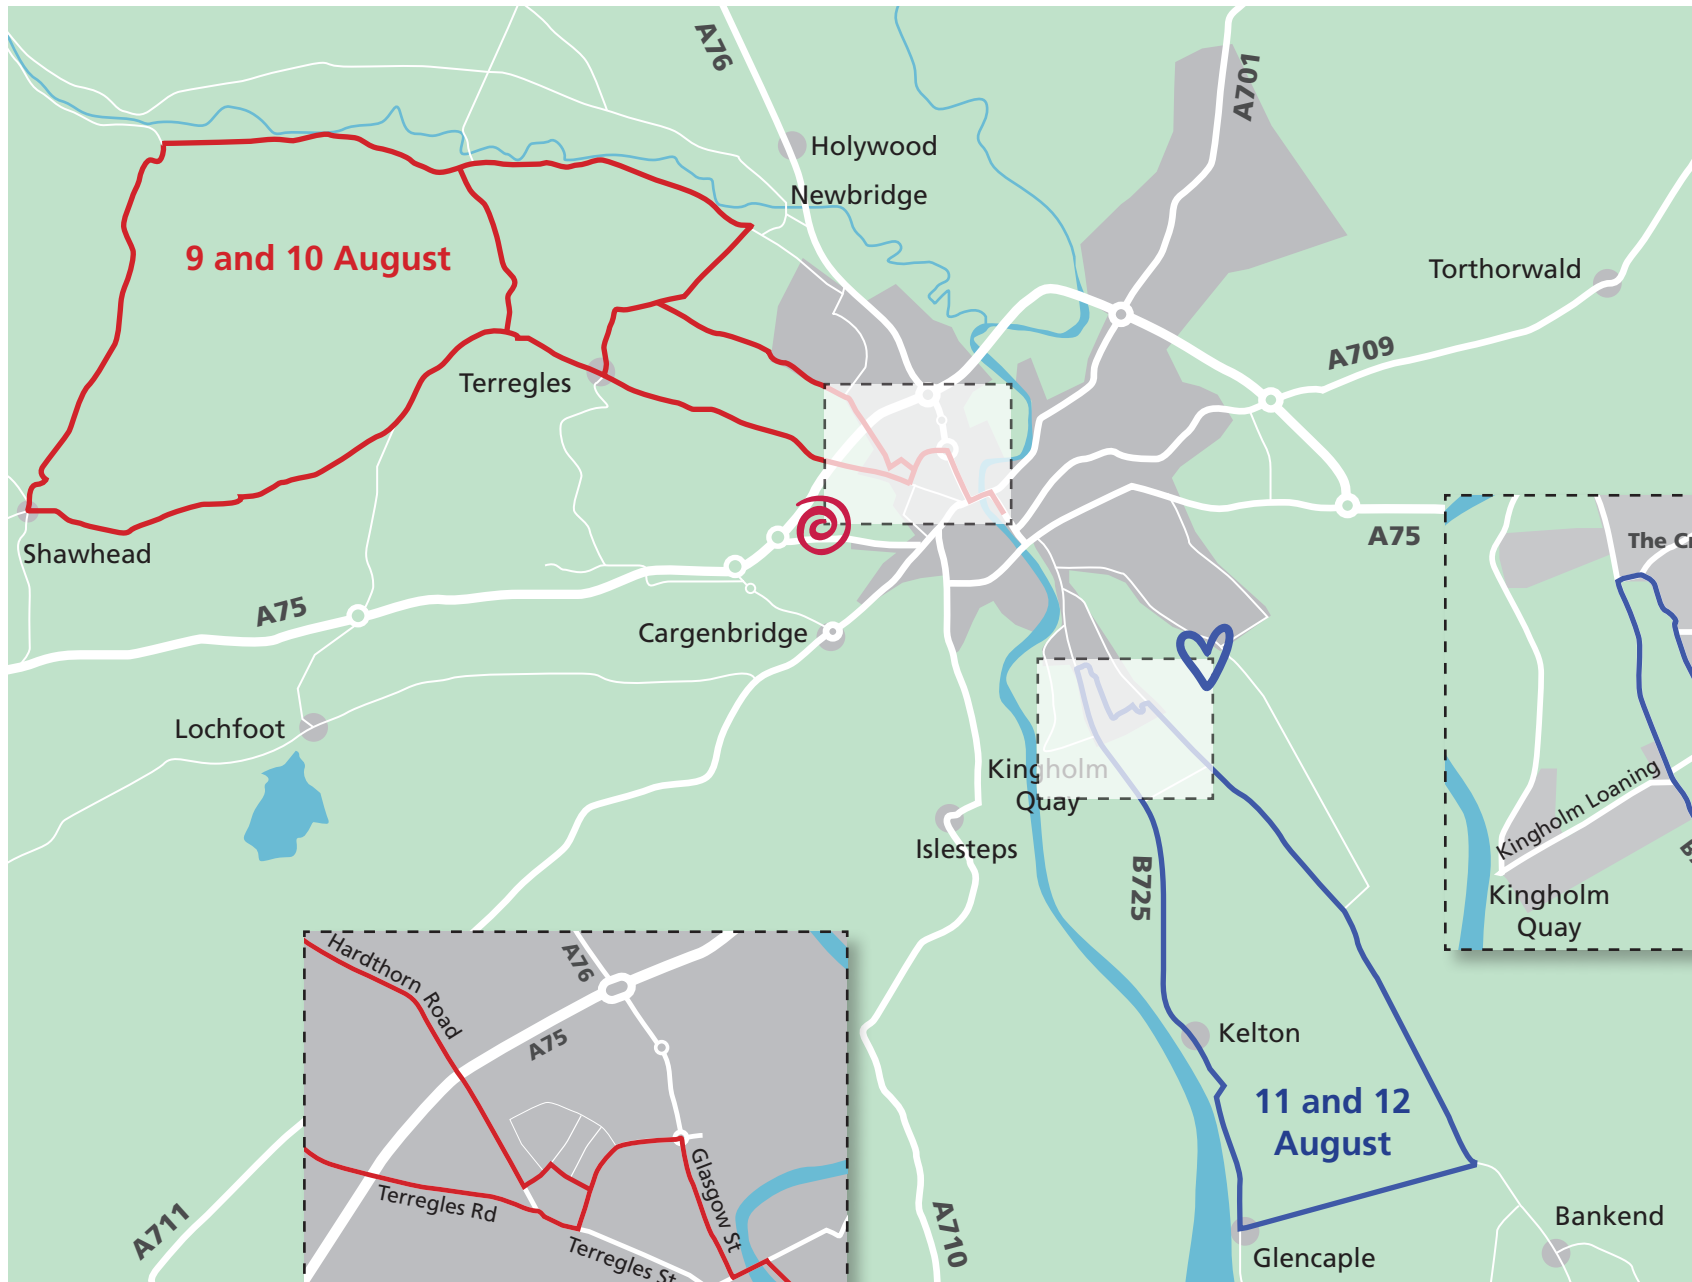 A76
A701
Holywood
Newbridge
9 and 10 August
Torthorwald
A709
Terregles
A75
The
Shawhead
A75
Cargenbridge
Lochfoot
Kingholm
Quay
Kingholm Loaning
Islesteps
B725
Kingholm
Quay
Hardthorn Road
A76
A75
Kelton
11 and 12
August
Glasgow St
Terregles Rd
A711
A710
Terregles St
Bankend
Glencaple